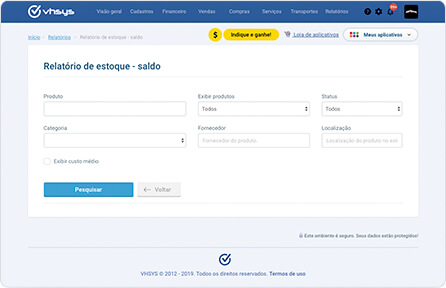 vhsys Visão geral Cadastros Financeiro Vendas Compras Serviços Transportes Relatórios
Início > Relatórios > Relatório de estoque - saldo
$ Indique e ganhe! Loja de aplicativos Meus aplicativos
Relatório de estoque - saldo
Produto Exibir produtos Status
Todos Todos
Categoria Fornecedor Localização
Fornecedor do produto Localização do produto no est
Exibir custo médio
Pesquisar Voltar
Este ambiente é seguro. Seus dados estão protegidos!
VHSYS © 2012 - 2019. Todos os direitos reservados. Termos de uso